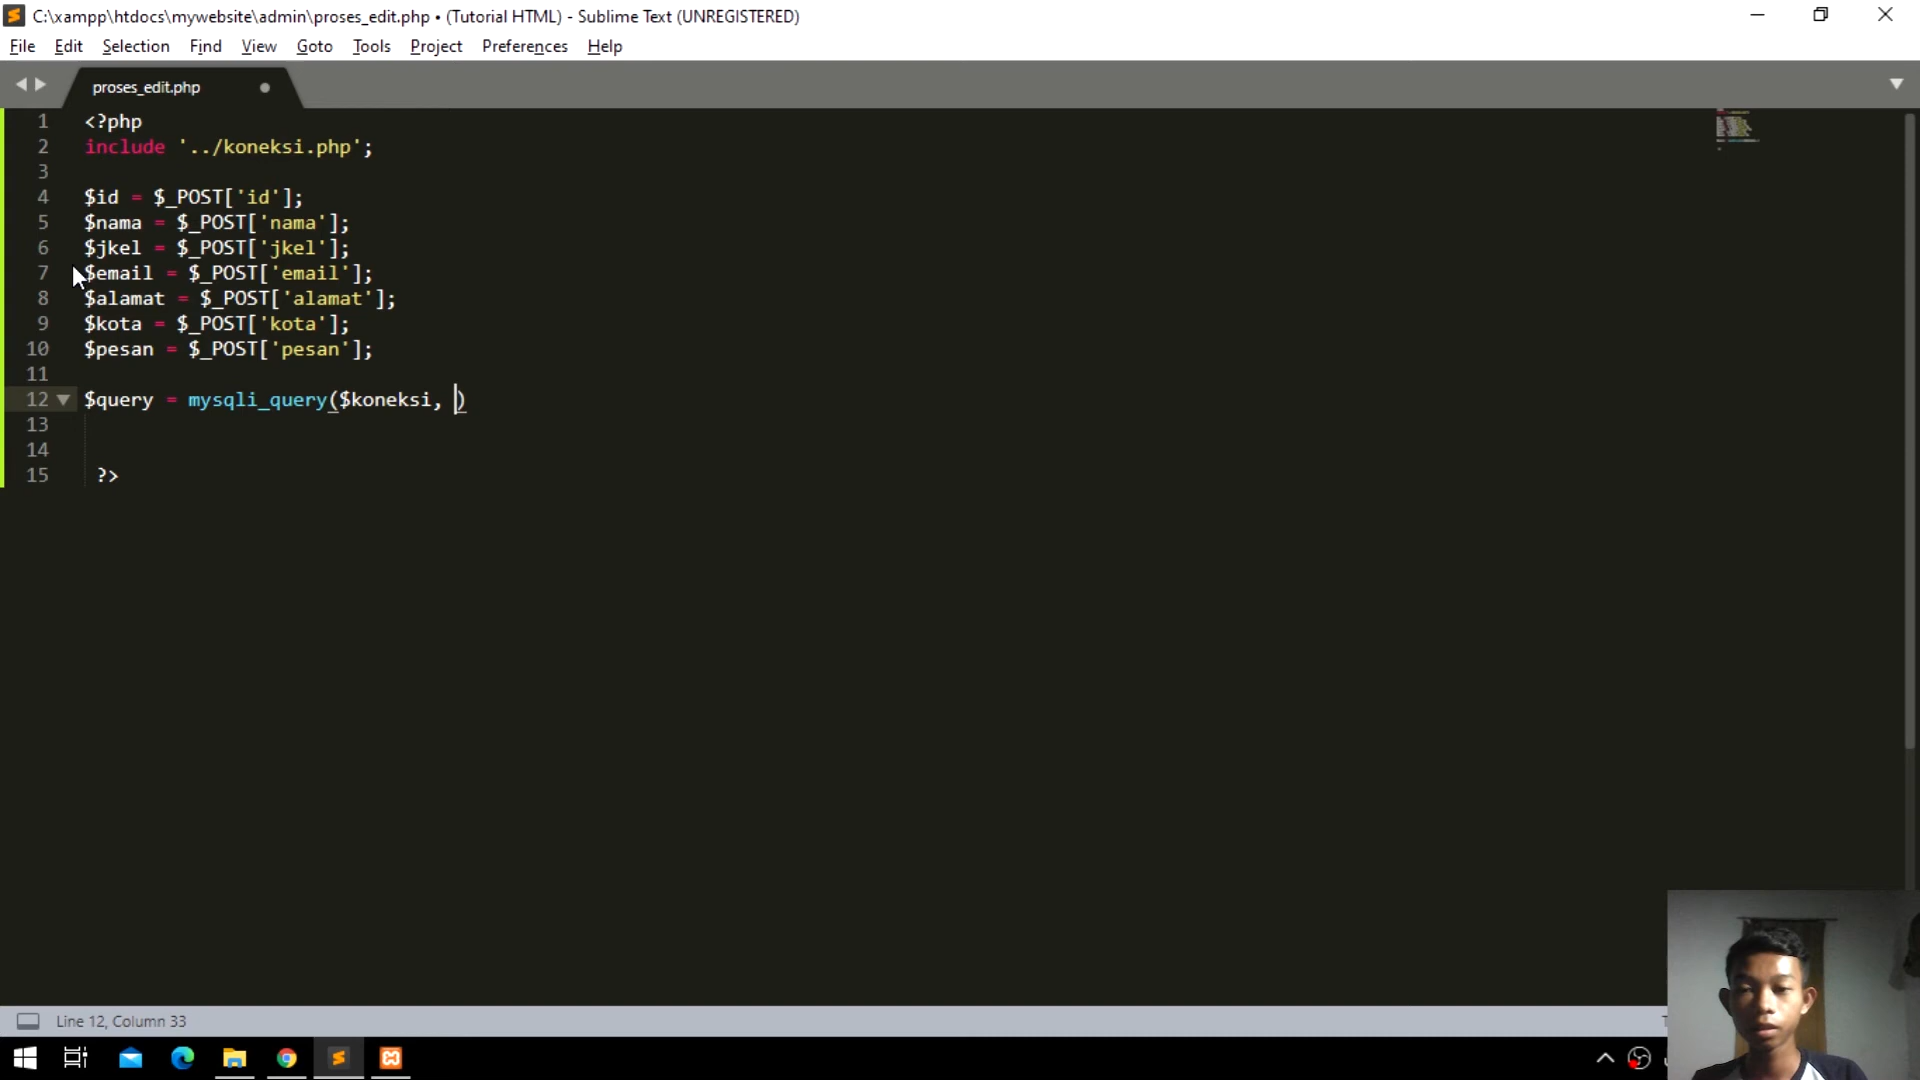 C:\xampp\htdocs\mywebsite\admin\proses_edit.php • (Tutorial HTML) - Sublime Text (UNREGISTERED)
File Edit Selection Find View Goto Tools Project Preferences Help
proses_edit.php
1 <?php
2 include '../koneksi.php';
3
4 $id = $_POST['id'];
5 $nama = $_POST['nama'];
6 $jkel = $_POST['jkel'];
7 $email = $_POST['email'];
8 $alamat = $_POST['alamat'];
9 $kota = $_POST['kota'];
10 $pesan = $_POST['pesan'];
11
12 $query = mysqli_query($koneksi, )
13
14
15 ?>
Line 12, Column 33